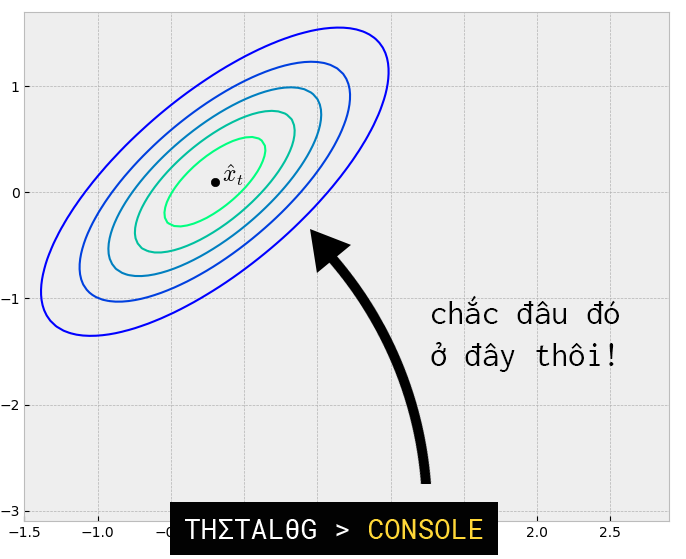 1
0
−1
−2
−3
x̂ₜ
chắc đâu đó
ở đây thôi!
−1.5 −1.0 2.0 2.5
THΣTALθG > CONSOLE